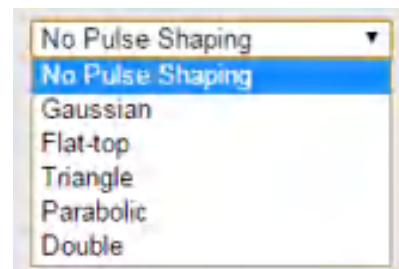 No Pulse Shaping
No Pulse Shaping
Gaussian
Flat-top
Triangle
Parabolic
Double